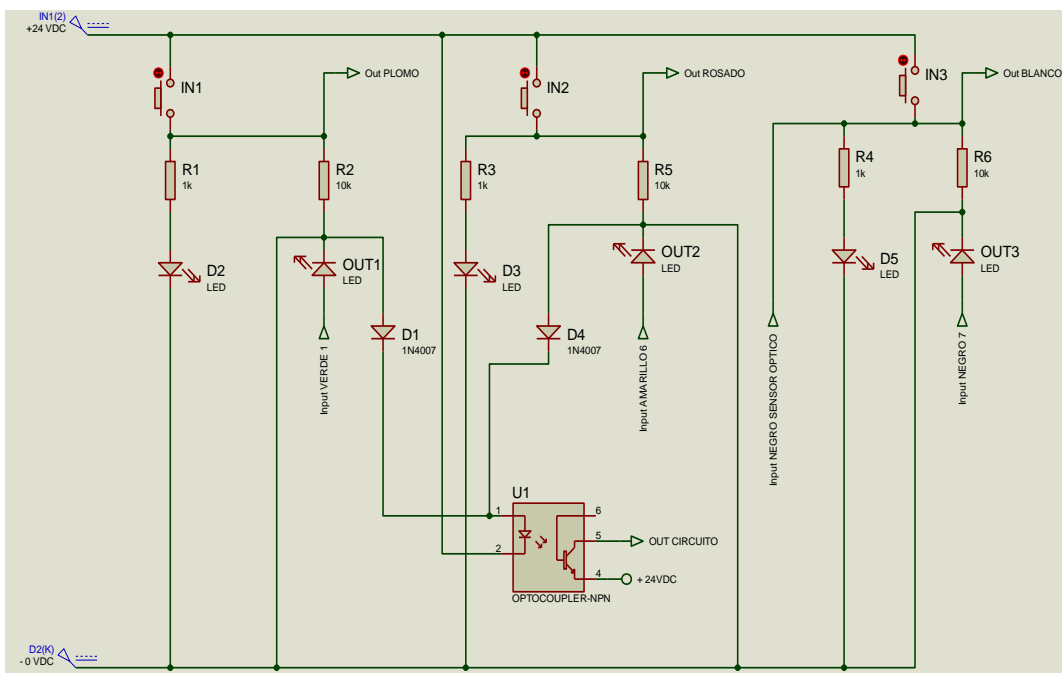 IN1(2)
+24 VDC
IN1
Out PLOMO
IN2
Out ROSADO
IN3
Out BLANCO
R1
1k
R2
10k
R3
1k
R5
10k
R4
1k
R6
10k
D2
LED
OUT1
LED
D3
LED
OUT2
LED
D5
LED
OUT3
LED
D1
1N4007
D4
1N4007
Input VERDE 1
Input AMARILLO 6
Input NEGRO SENSOR OPTICO
Input NEGRO 7
U1
1
2
6
5
4
OUT CIRCUITO
+ 24VDC
OPTOCOUPLER-NPN
D2(K)
- 0 VDC